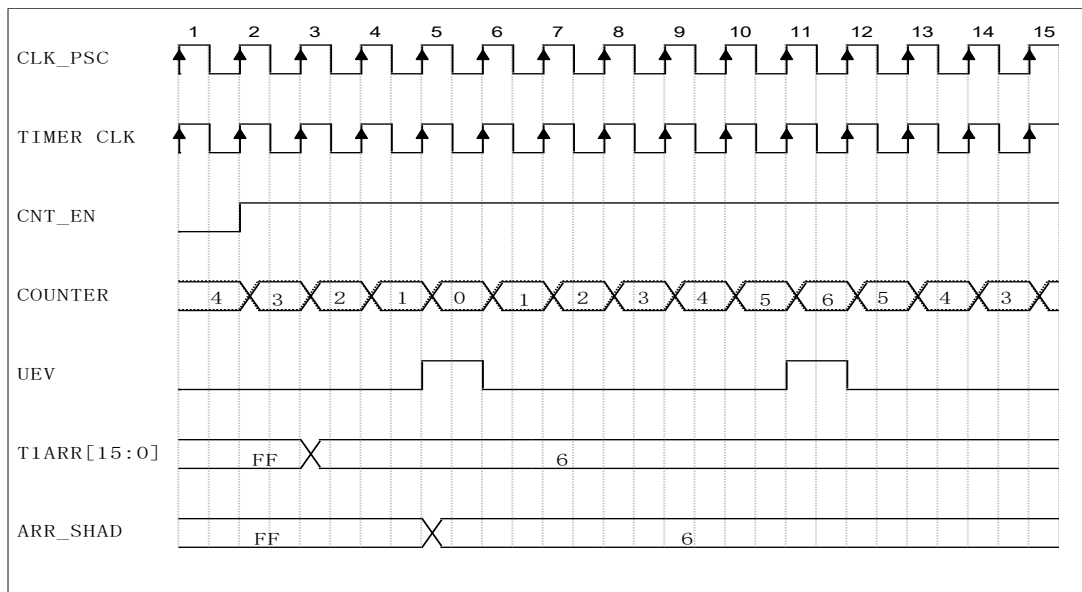 1 2 3 4 5 6 7 8 9 10 11 12 13 14 15
CLK_PSC
TIMER CLK
CNT_EN
COUNTER 4 3 2 1 0 1 2 3 4 5 6 5 4 3
UEV
T1ARR[15:0] FF 6
ARR_SHAD FF 6